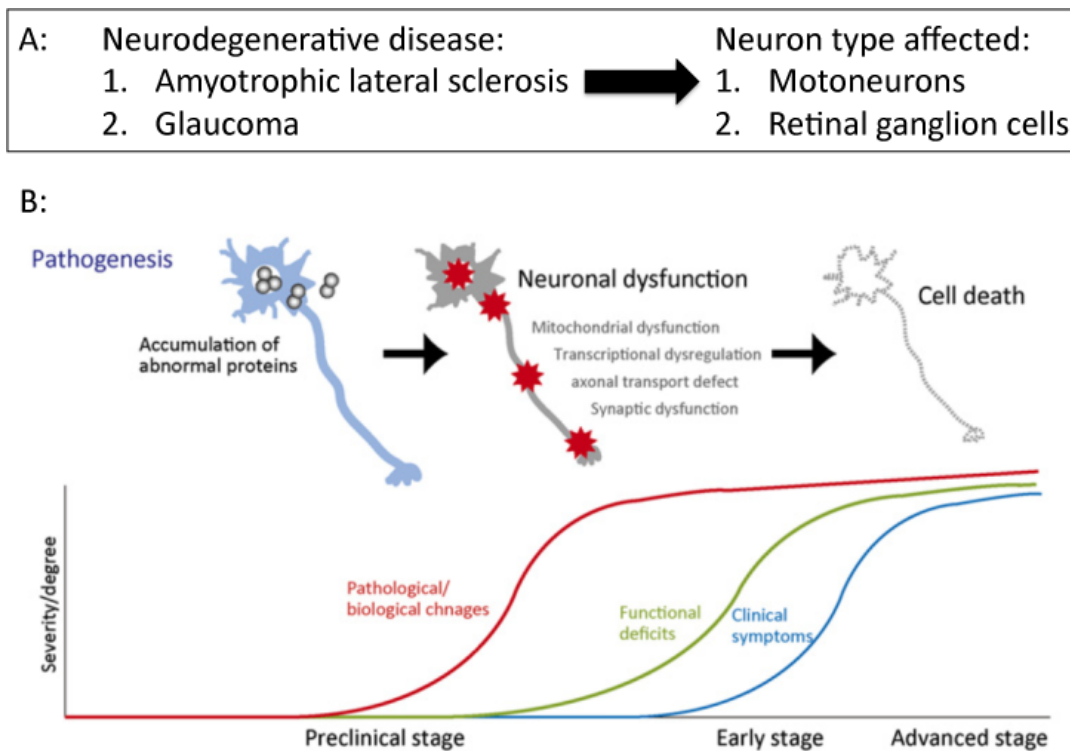 A: Neurodegenerative disease: Neuron type affected:
1. Amyotrophic lateral sclerosis 1. Motoneurons
2. Glaucoma 2. Retinal ganglion cells
B:
Pathogenesis
Neuronal dysfunction
Cell death
Accumulation of
abnormal proteins
Mitochondrial dysfunction
Transcriptional dysregulation
axonal transport defect
Synaptic dysfunction
Severity/degree
Pathological/
biological chnages
Functional
deficits
Clinical
symptoms
Preclinical stage Early stage Advanced stage